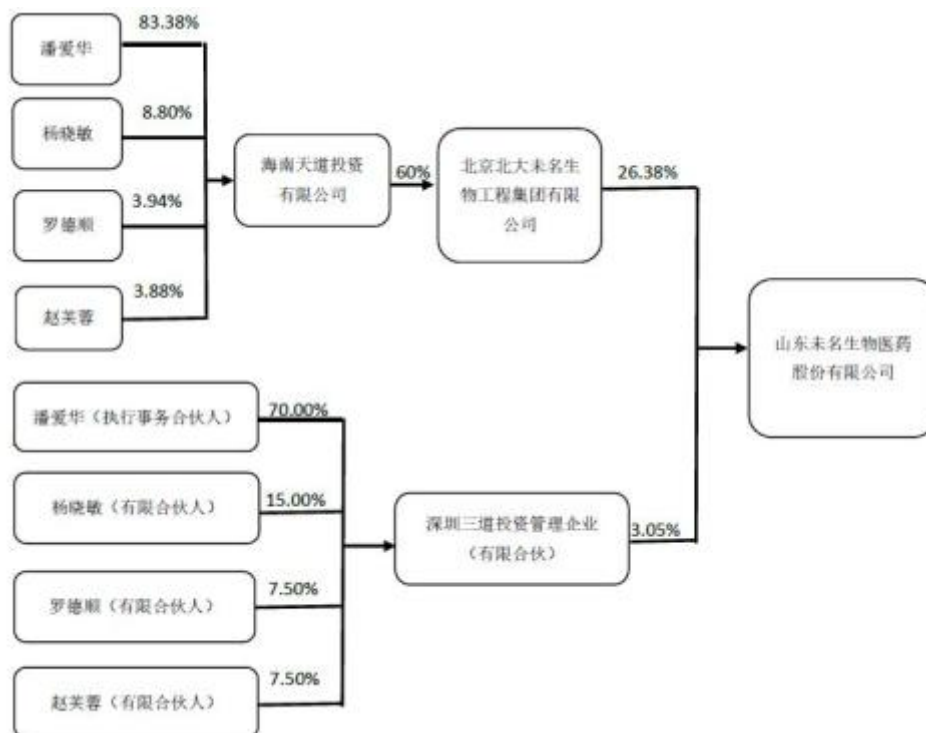 83.38%
潘爱华
8.80%
杨晓敏
海南天道投资
有限公司
60%
北京北大未名生
物工程集团有限
公司
26.38%
3.94%
罗德顺
3.88%
赵芙蓉
山东未名生物医药
股份有限公司
潘爱华（执行事务合伙人）
70.00%
杨晓敏（有限合伙人）
15.00%
深圳三道投资管理企业
（有限合伙）
3.05%
罗德顺（有限合伙人）
7.50%
赵芙蓉（有限合伙人）
7.50%